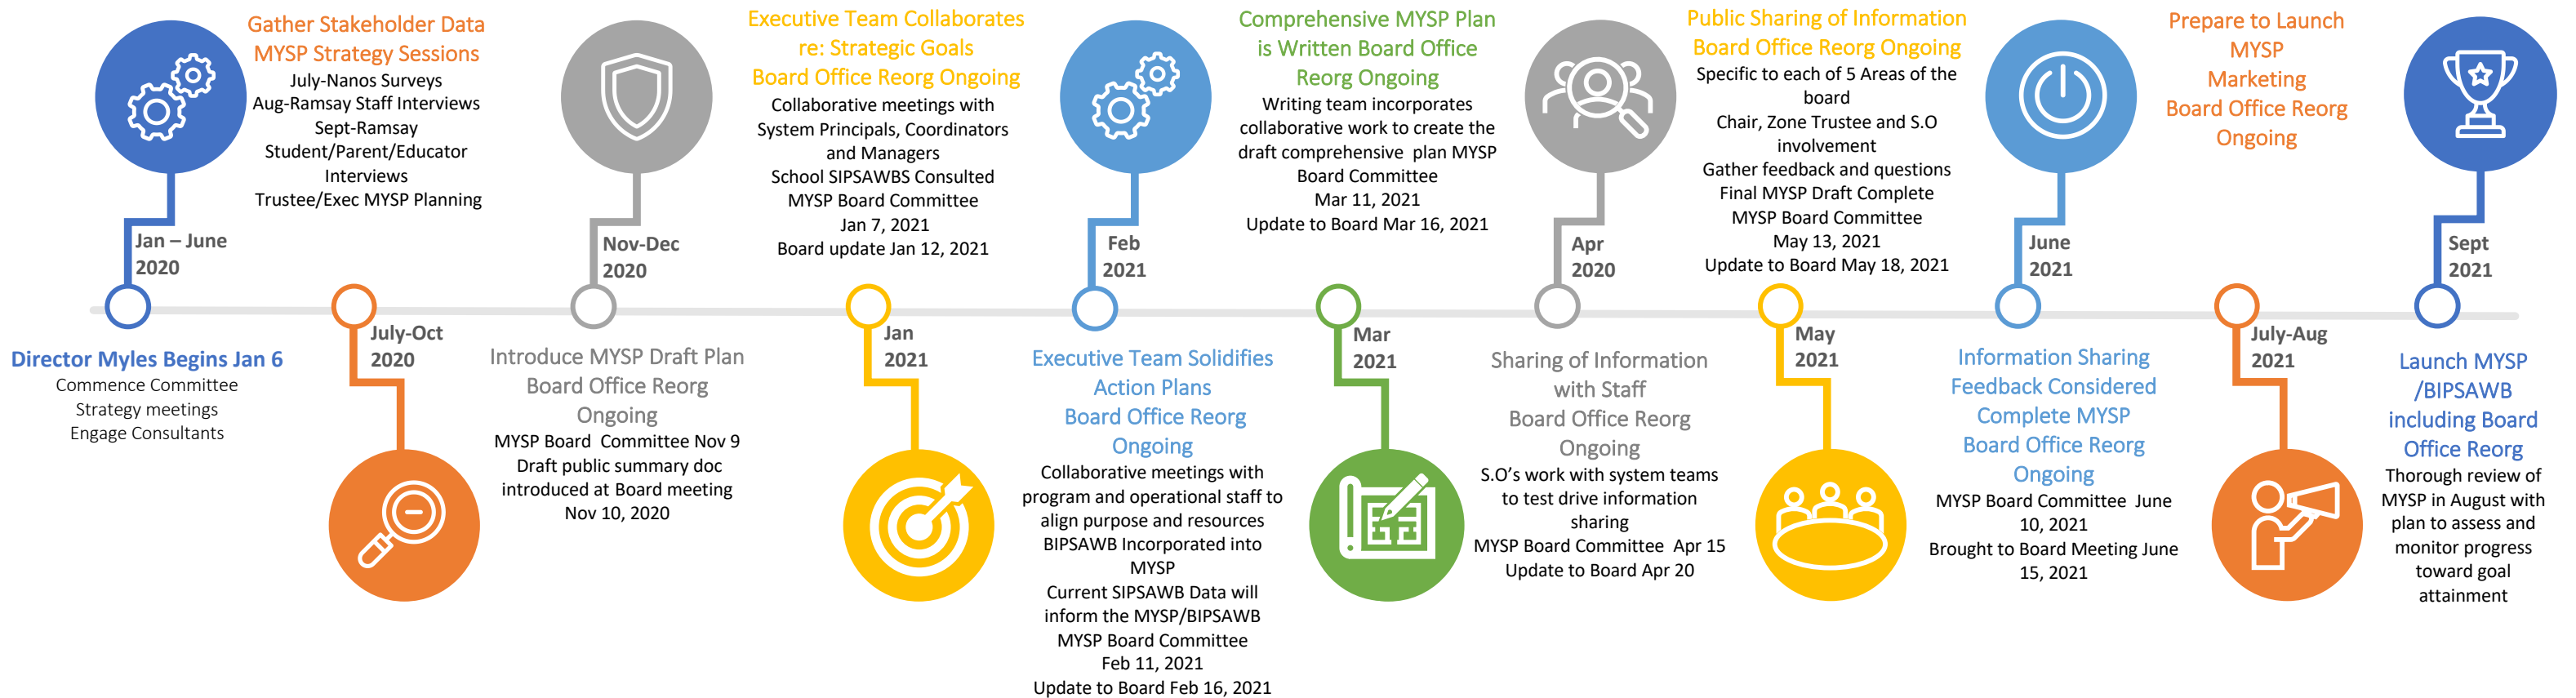 Jan – June
2020
Director Myles Begins Jan 6
Commence Committee
Strategy meetings
Engage Consultants
Gather Stakeholder Data
MYSP Strategy Sessions
July-Nanos Surveys
Aug-Ramsay Staff Interviews
Sept-Ramsay
Student/Parent/Educator
Interviews
Trustee/Exec MYSP Planning
July-Oct
2020
Nov-Dec
2020
Introduce MYSP Draft Plan
Board Office Reorg
Ongoing
MYSP Board  Committee Nov 9
Draft public summary doc
introduced at Board meeting
Nov 10, 2020
Executive Team Collaborates
re: Strategic Goals
Board Office Reorg Ongoing
Collaborative meetings with
System Principals, Coordinators
and Managers
School SIPSAWBS Consulted
MYSP Board Committee
Jan 7, 2021
Board update Jan 12, 2021
Jan
2021
Feb
2021
Executive Team Solidifies
Action Plans
Board Office Reorg
Ongoing
Collaborative meetings with
program and operational staff to
align purpose and resources
BIPSAWB Incorporated into
MYSP
Current SIPSAWB Data will
inform the MYSP/BIPSAWB
MYSP Board Committee
Feb 11, 2021
Update to Board Feb 16, 2021
Comprehensive MYSP Plan
is Written Board Office
Reorg Ongoing
Writing team incorporates
collaborative work to create the
draft comprehensive  plan MYSP
Board Committee
Mar 11, 2021
Update to Board Mar 16, 2021
Mar
2021
Apr
2020
Sharing of Information
with Staff
Board Office Reorg
Ongoing
S.O's work with system teams
to test drive information
sharing
MYSP Board Committee  Apr 15
Update to Board Apr 20
Public Sharing of Information
Board Office Reorg Ongoing
Specific to each of 5 Areas of the
board
Chair, Zone Trustee and S.O
involvement
Gather feedback and questions
Final MYSP Draft Complete
MYSP Board Committee
May 13, 2021
Update to Board May 18, 2021
May
2021
June
2021
Information Sharing
Feedback Considered
Complete MYSP
Board Office Reorg
Ongoing
MYSP Board Committee  June
10, 2021
Brought to Board Meeting June
15, 2021
Prepare to Launch
MYSP
Marketing
Board Office Reorg
Ongoing
July-Aug
2021
Sept
2021
Launch MYSP
/BIPSAWB
including Board
Office Reorg
Thorough review of
MYSP in August with
plan to assess and
monitor progress
toward goal
attainment